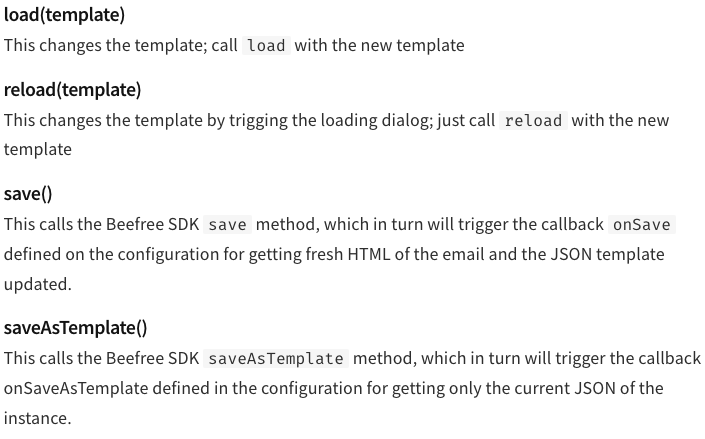 load(template)
This changes the template; call load with the new template
reload(template)
This changes the template by trigging the loading dialog; just call reload with the new
template
save()
This calls the Beefree SDK save method, which in turn will trigger the callback onSave
defined on the configuration for getting fresh HTML of the email and the JSON template
updated.
saveAsTemplate()
This calls the Beefree SDK saveAsTemplate method, which in turn will trigger the callback
onSaveAsTemplate defined in the configuration for getting only the current JSON of the
instance.